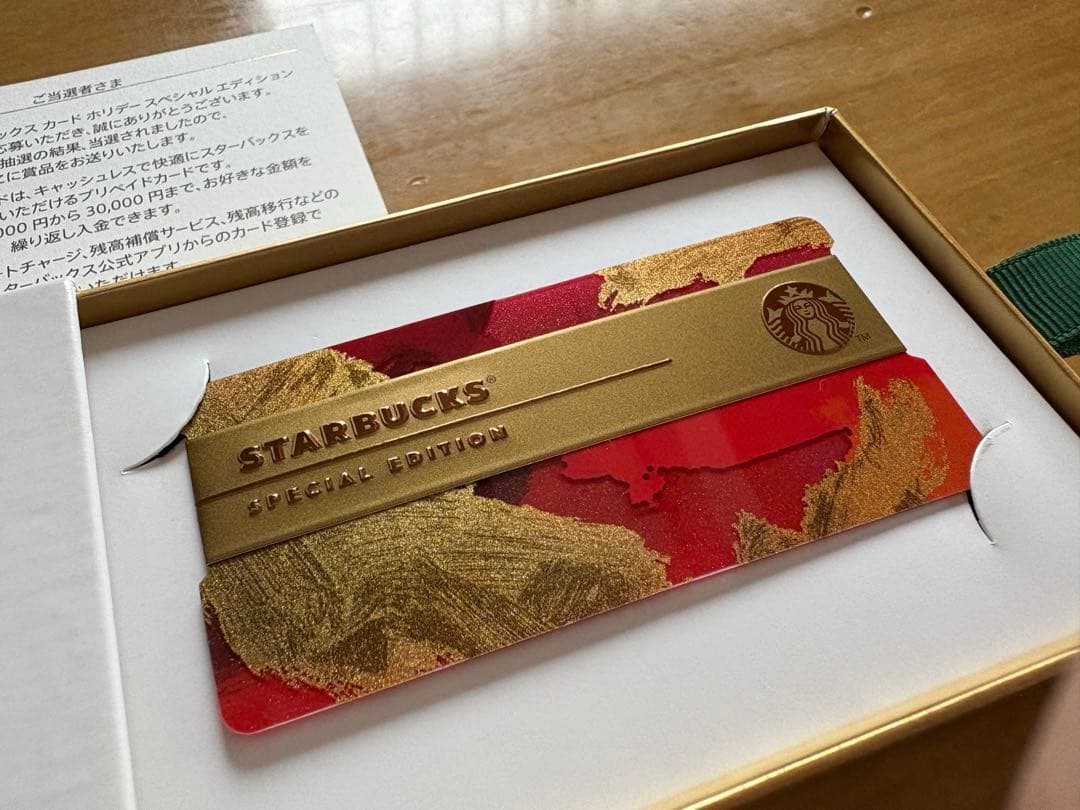 ご当選者さま
ックス カード ホリデー スペシャル エディション
応募いただき、誠にありがとうございます。
抽選の結果、当選されましたので、
に賞品をお送りいたします。
ドは、キャッシュレスで快適にスターバックスを
いただけるプリペイドカードです。
000 円から 30,000 円まで、お好きな金額を
繰り返し入金できます。
ートチャージ、残高補償サービス、残高移行などの
ターバックス公式アプリからのカード登録で
いただけます
STARBUCKS®
SPECIAL EDITION
TM